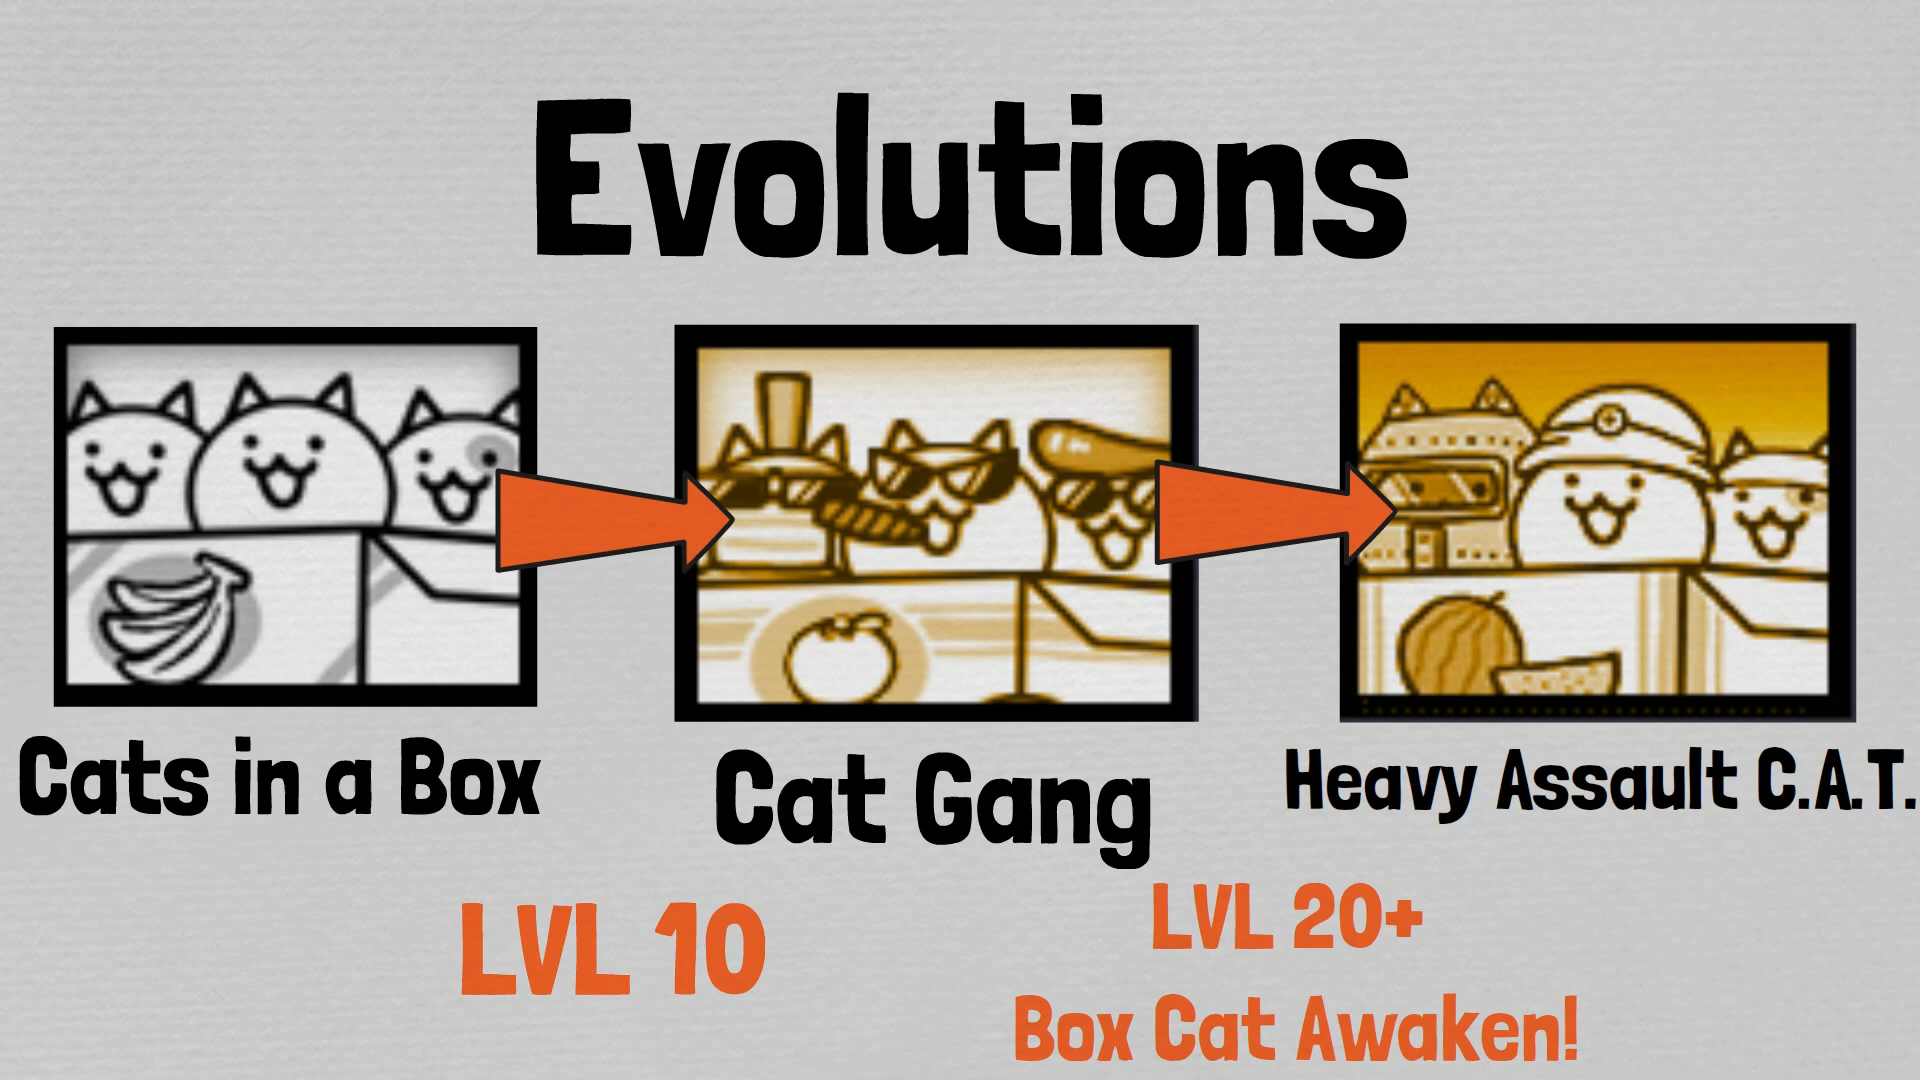 Evolutions
Cats in a Box
Cat Gang
Heavy Assault C.A.T.
LVL 10
LVL 20+
Box Cat Awaken!